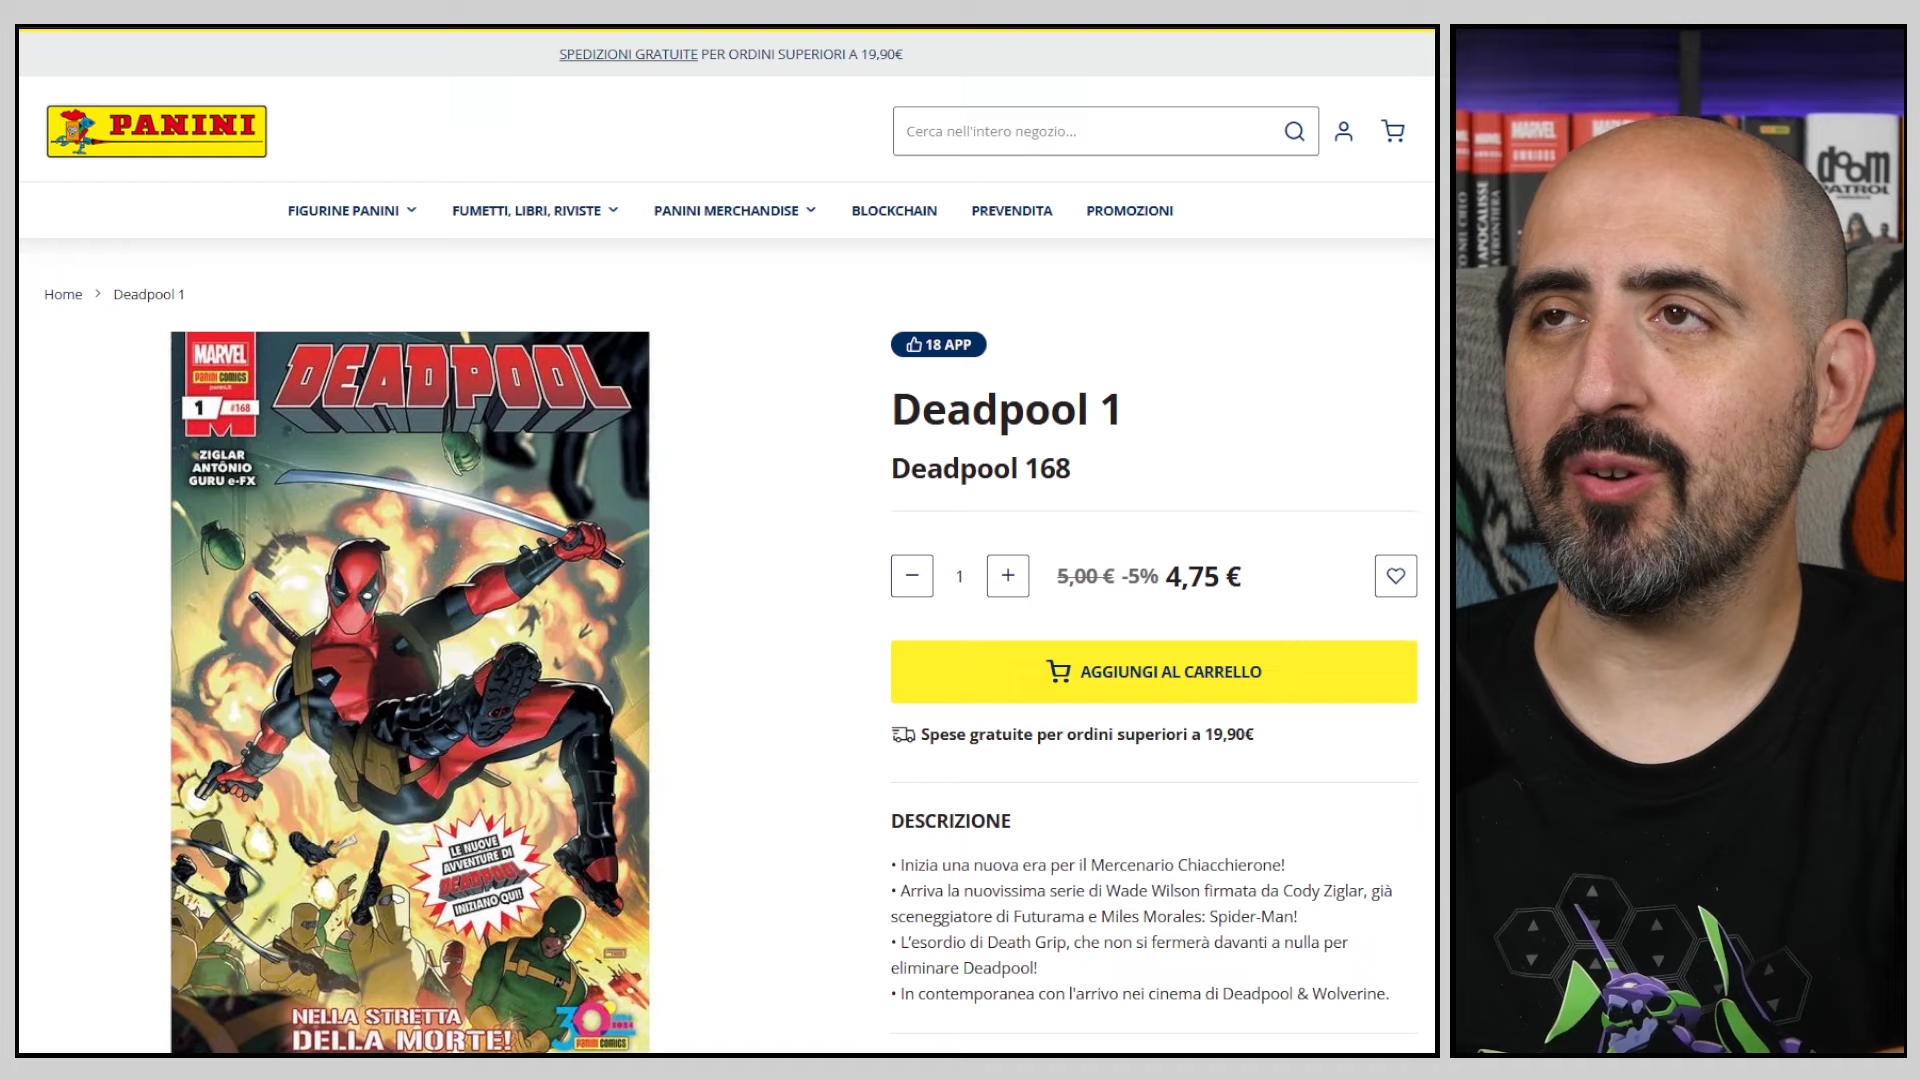 SPEDIZIONI GRATUITE PER ORDINI SUPERIORI A 19,90€
PANINI
Cerca nell'intero negozio...
FIGURINE PANINI
FUMETTI, LIBRI, RIVISTE
PANINI MERCHANDISE
BLOCKCHAIN
PREVENDITA
PROMOZIONI
Home > Deadpool 1
MARVEL
PANINI COMICS
panini.it
1 #168
DEADPOOL
ZIGLAR
ANTÔNIO
GURU e-FX
LE NUOVE
AVVENTURE DI
DEADPOOL
INIZIANO QUI!
NELLA STRETTA
DELLA MORTE!
30
PANINI COMICS
18 APP
Deadpool 1
Deadpool 168
1
5,00 € -5% 4,75 €
AGGIUNGI AL CARRELLO
Spese gratuite per ordini superiori a 19,90€
DESCRIZIONE
• Inizia una nuova era per il Mercenario Chiacchierone!
• Arriva la nuovissima serie di Wade Wilson firmata da Cody Ziglar, già
sceneggiatore di Futurama e Miles Morales: Spider-Man!
• L'esordio di Death Grip, che non si fermerà davanti a nulla per
eliminare Deadpool!
• In contemporanea con l'arrivo nei cinema di Deadpool & Wolverine.
MARVEL
OMNIBUS
APOCALISSE
FRONTIERA
doom
PATROL